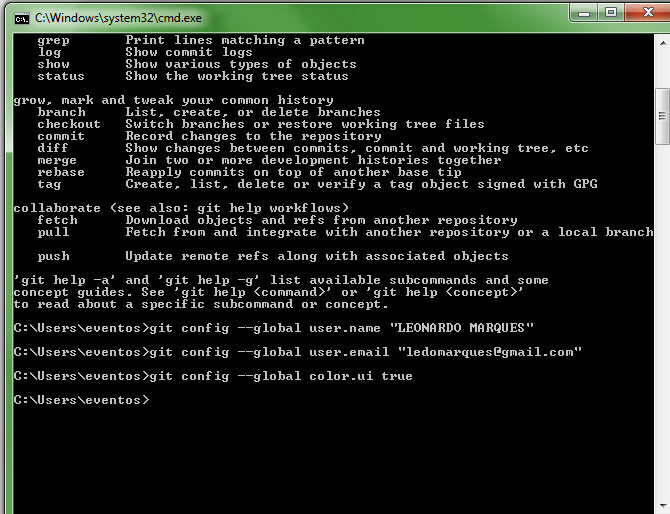 C:\Windows\system32\cmd.exe
grep       Print lines matching a pattern
log        Show commit logs
show       Show various types of objects
status     Show the working tree status
grow, mark and tweak your common history
branch     List, create, or delete branches
checkout   Switch branches or restore working tree files
commit     Record changes to the repository
diff       Show changes between commits, commit and working tree, etc
merge      Join two or more development histories together
rebase     Reapply commits on top of another base tip
tag        Create, list, delete or verify a tag object signed with GPG
collaborate (see also: git help workflows)
fetch      Download objects and refs from another repository
pull       Fetch from and integrate with another repository or a local branch
push       Update remote refs along with associated objects
'git help -a' and 'git help -g' list available subcommands and some
concept guides. See 'git help <command>' or 'git help <concept>'
to read about a specific subcommand or concept.
C:\Users\eventos>git config --global user.name "LEONARDO MARQUES"
C:\Users\eventos>git config --global user.email "ledomarques@gmail.com"
C:\Users\eventos>git config --global color.ui true
C:\Users\eventos>